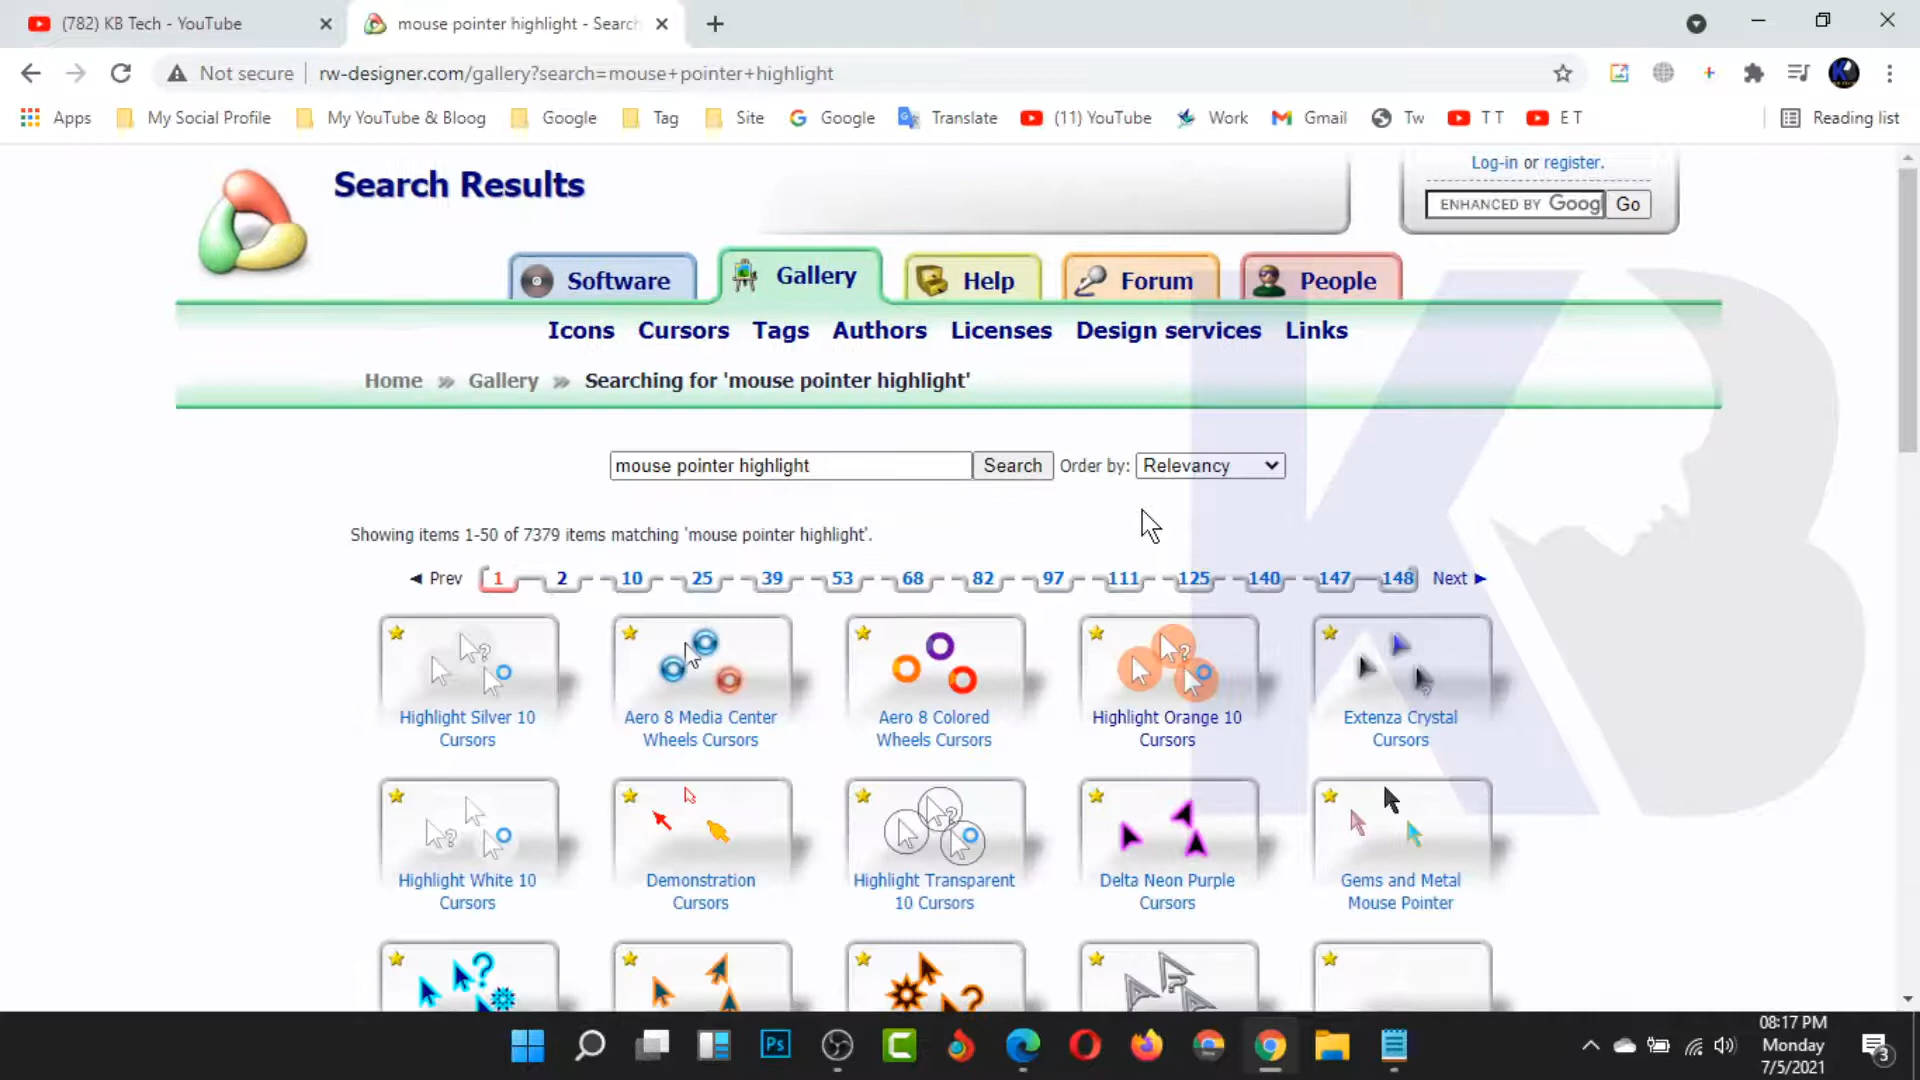 (782) KB Tech - YouTube
mouse pointer highlight - Search
Not secure
rw-designer.com/gallery?search=mouse+pointer+highlight
Apps My Social Profile My YouTube & Bloog Google Tag Site Google Translate (11) YouTube Work Gmail Tw T T E T Reading list
Log-in or register.
Search Results
ENHANCED BY Goog Go
Software Gallery Help Forum People
Icons Cursors Tags Authors Licenses Design services Links
Home » Gallery » Searching for 'mouse pointer highlight'
mouse pointer highlight Search Order by: Relevancy
Showing items 1-50 of 7379 items matching 'mouse pointer highlight'.
◄ Prev 1 2 10 25 39 53 68 82 97 111 125 140 147 148 Next ►
Highlight Silver 10
Cursors
Aero 8 Media Center
Wheels Cursors
Aero 8 Colored
Wheels Cursors
Highlight Orange 10
Cursors
Extenza Crystal
Cursors
Highlight White 10
Cursors
Demonstration
Cursors
Highlight Transparent
10 Cursors
Delta Neon Purple
Cursors
Gems and Metal
Mouse Pointer
KB
Ps
08:17 PM
Monday
7/5/2021
3